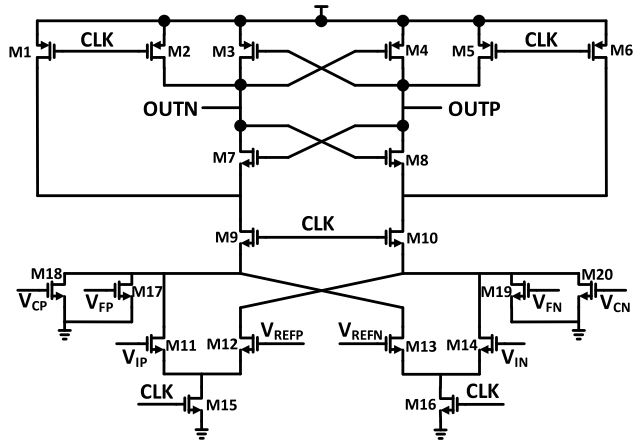 M1 CLK M2 M3 M4 M5 CLK M6
OUTN OUTP
M7 M8
M9 CLK M10
M18 M17 M19 M20
VCP VFP VFN VCN
M11 M12 VREFP VREFN M13 M14
VIP VIN
CLK M15 M16 CLK